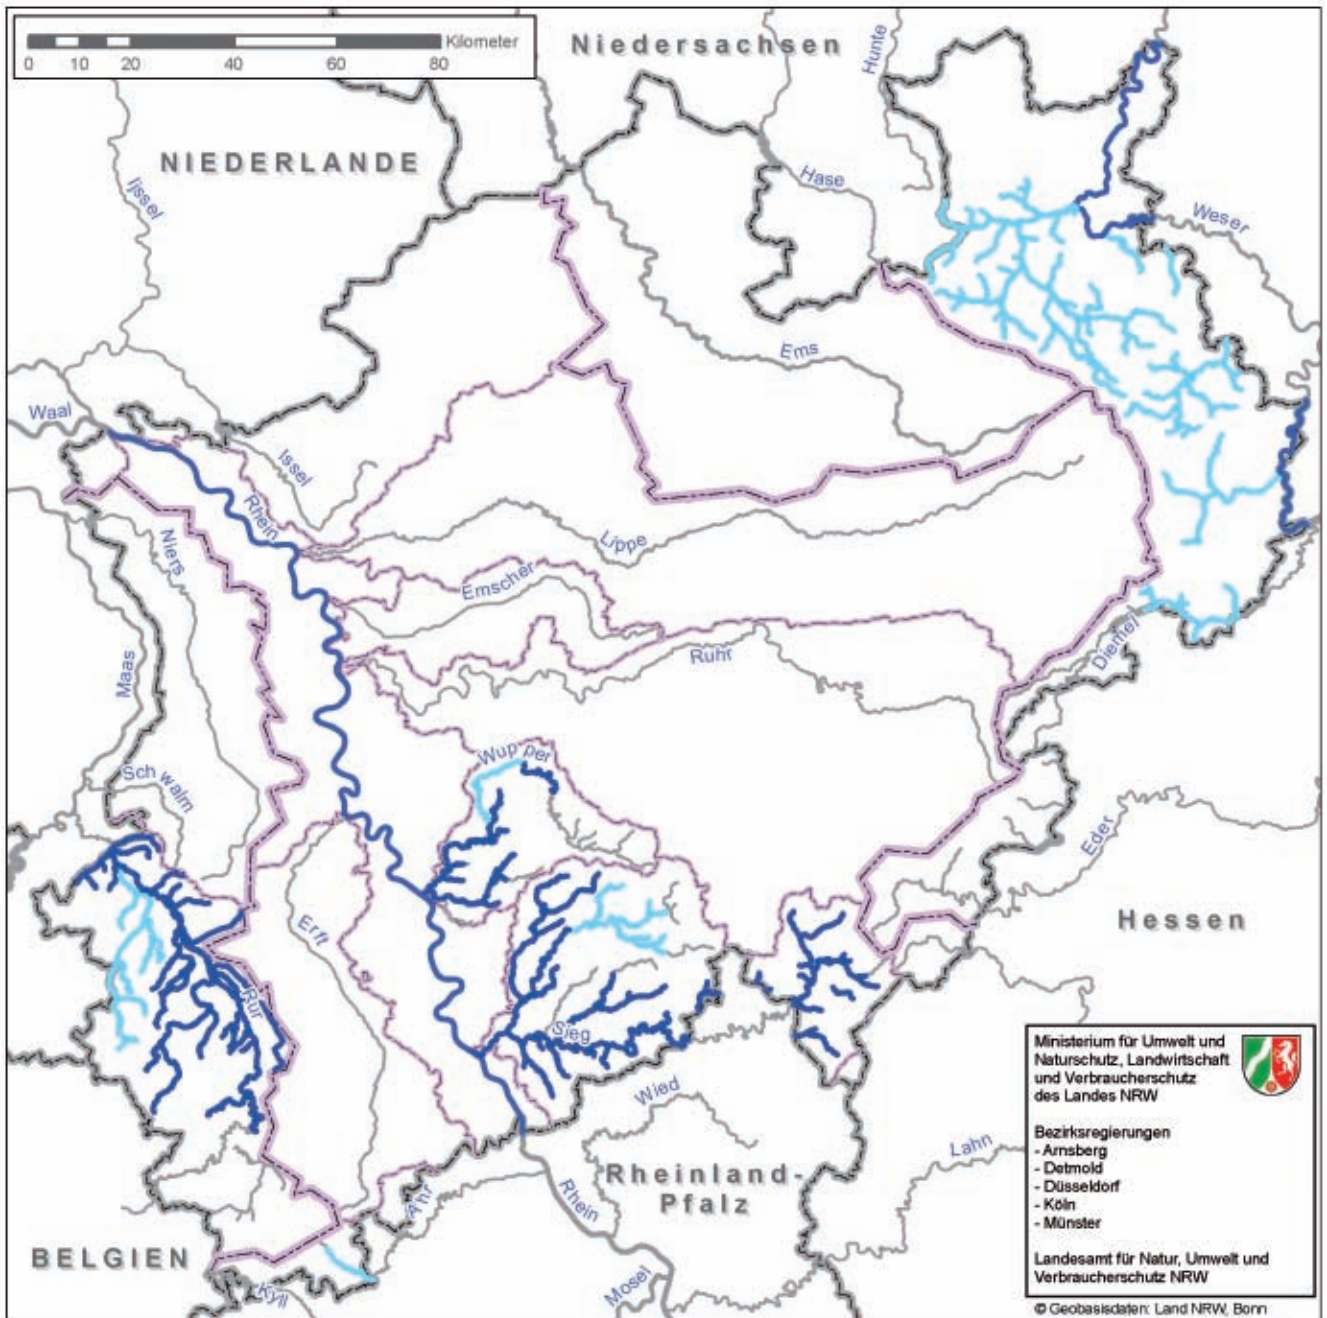 Kilometer
0 10 20 40 60 80
Niedersachsen
Hunte
NIEDERLANDE
Ijssel
Hase
Weser
Ems
Waal
Issel
Rhein
Lippe
Niers
Emscher
Maas
Ruhr
Diemel
Wupper
Schwalm
Eder
Hessen
Erft
Rur
Sieg
Wied
Lahn
Rheinland-
Pfalz
Rhein
Ahr
BELGIEN
Kyll
Mosel
Ministerium für Umwelt und
Naturschutz, Landwirtschaft
und Verbraucherschutz
des Landes NRW
Bezirksregierungen
- Arnsberg
- Detmold
- Düsseldorf
- Köln
- Münster
Landesamt für Natur, Umwelt und
Verbraucherschutz NRW
© Geobasisdaten: Land NRW, Bonn